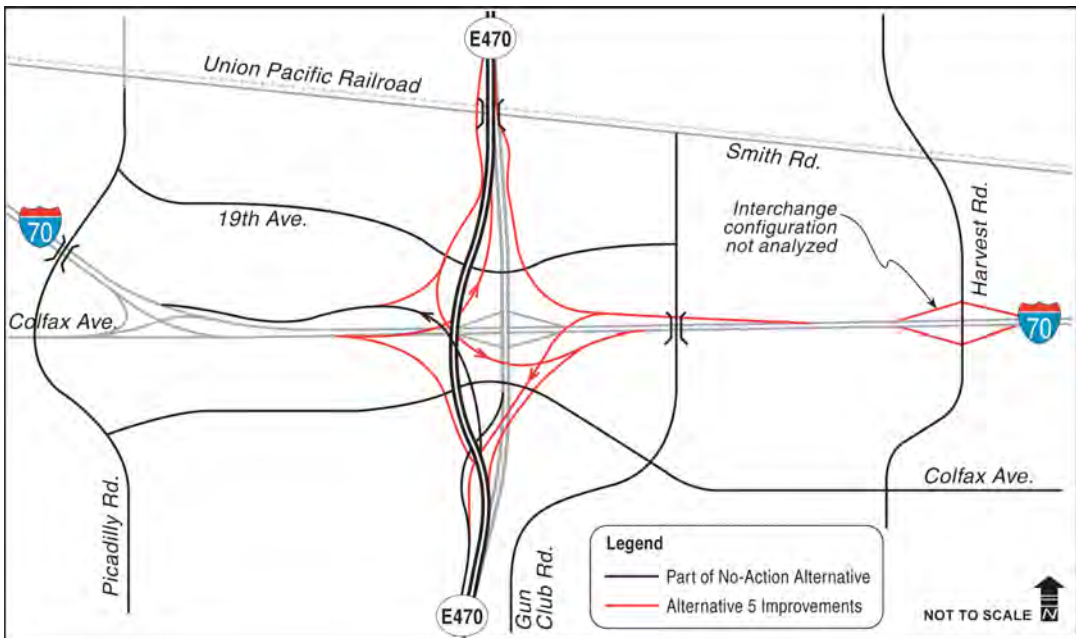 E470
Union Pacific Railroad
Smith Rd.
70
19th Ave.
Interchange
configuration
not analyzed
Harvest Rd.
Colfax Ave.
70
Picadilly Rd.
Colfax Ave.
Gun
Club Rd.
E470
Legend
Part of No-Action Alternative
Alternative 5 Improvements
NOT TO SCALE
N